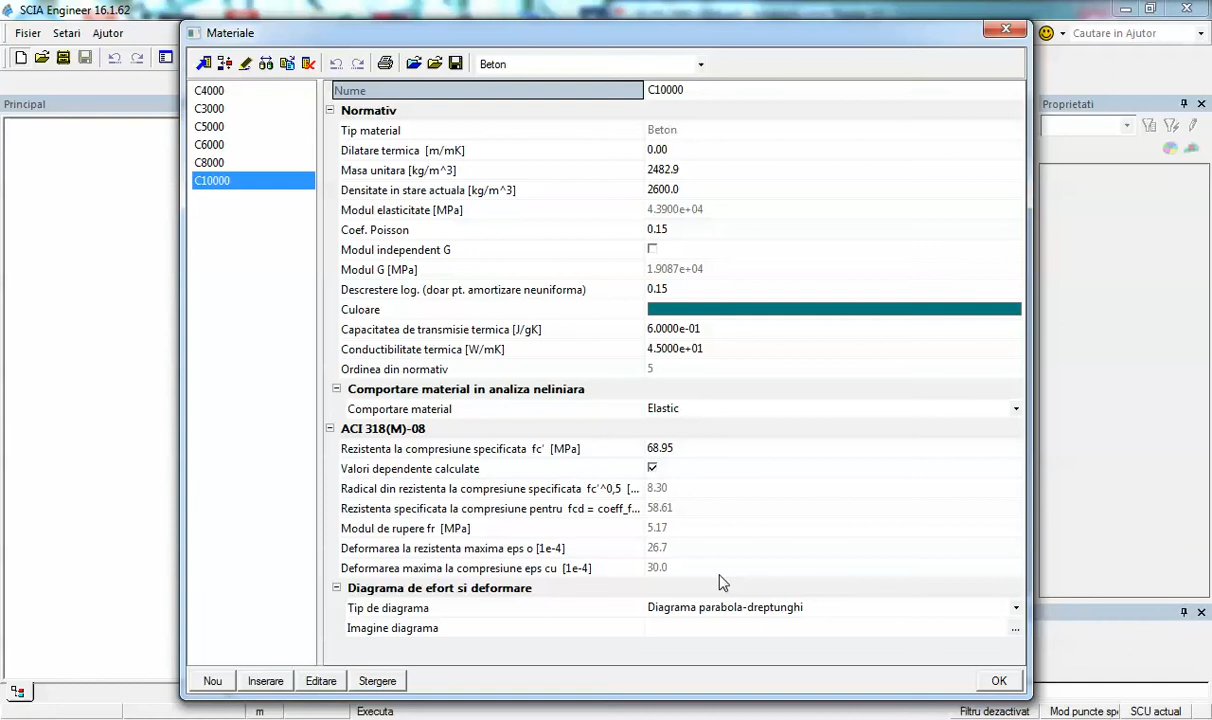 SCIA Engineer 16.1.62
Fisier Setari Ajutor
Cautare in Ajutor
Principal
Materiale
Beton
C4000
C3000
C5000
C6000
C8000
C10000
Nume C10000
Normativ
Tip material Beton
Dilatare termica [m/mK] 0.00
Masa unitara [kg/m^3] 2482.9
Densitate in stare actuala [kg/m^3] 2600.0
Modul elasticitate [MPa] 4.3900e+04
Coef. Poisson 0.15
Modul independent G
Modul G [MPa] 1.9087e+04
Descrestere log. (doar pt. amortizare neuniforma) 0.15
Culoare
Capacitatea de transmisie termica [J/gK] 6.0000e-01
Conductibilitate termica [W/mK] 4.5000e+01
Ordinea din normativ 5
Comportare material in analiza neliniara
Comportare material Elastic
ACI 318(M)-08
Rezistenta la compresiune specificata fc' [MPa] 68.95
Valori dependente calculate
Radical din rezistenta la compresiune specificata fc'^0,5 [... 8.30
Rezistenta specificata la compresiune pentru fcd = coeff_f... 58.61
Modul de rupere fr [MPa] 5.17
Deformarea la rezistenta maxima eps o [1e-4] 26.7
Deformarea maxima la compresiune eps cu [1e-4] 30.0
Diagrama de efort si deformare
Tip de diagrama Diagrama parabola-dreptunghi
Imagine diagrama ...
Nou Inserare Editare Stergere OK
Proprietati
m Executa Filtru dezactivat Mod puncte spe SCU actual